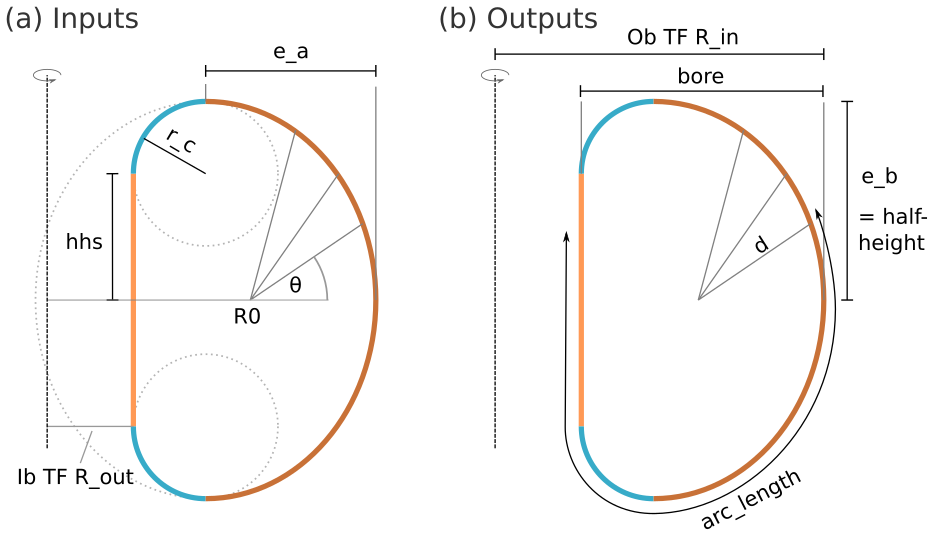 (a) Inputs
e_a
r_c
hhs
θ
R0
Ib TF R_out
(b) Outputs
Ob TF R_in
bore
e_b
= half-
height
d
arc_length